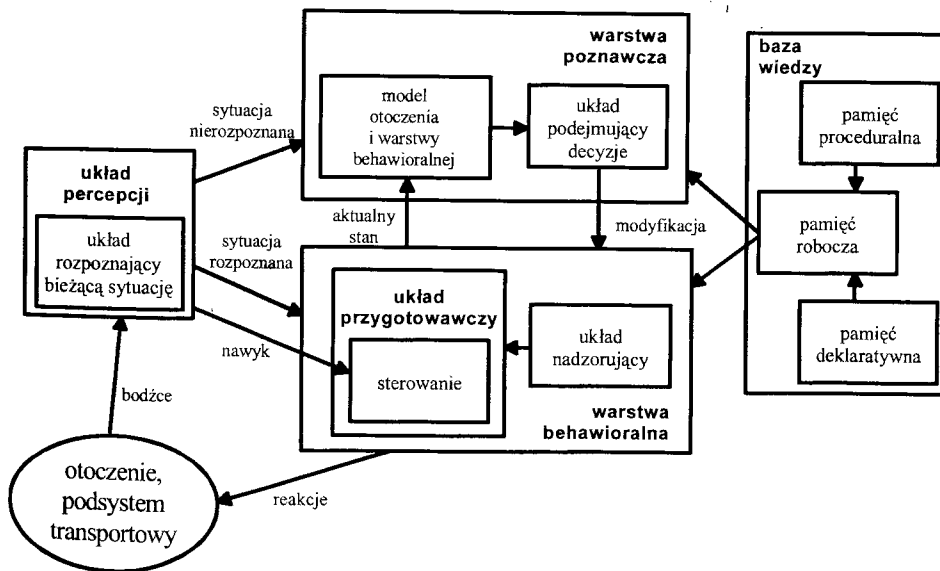 warstwa
poznawcza
model
otoczenia
i warstwy
behawioralnej
układ
podejmujący
decyzje
baza
wiedzy
pamięć
proceduralna
pamięć
robocza
pamięć
deklaratywna
sytuacja
nierozpoznana
układ
percepcji
układ
rozpoznający
bieżącą sytuację
sytuacja
rozpoznana
nawyk
aktualny
stan
modyfikacja
układ
przygotowawczy
sterowanie
układ
nadzorujący
warstwa
behawioralna
bodźce
reakcje
otoczenie,
podsystem
transportowy